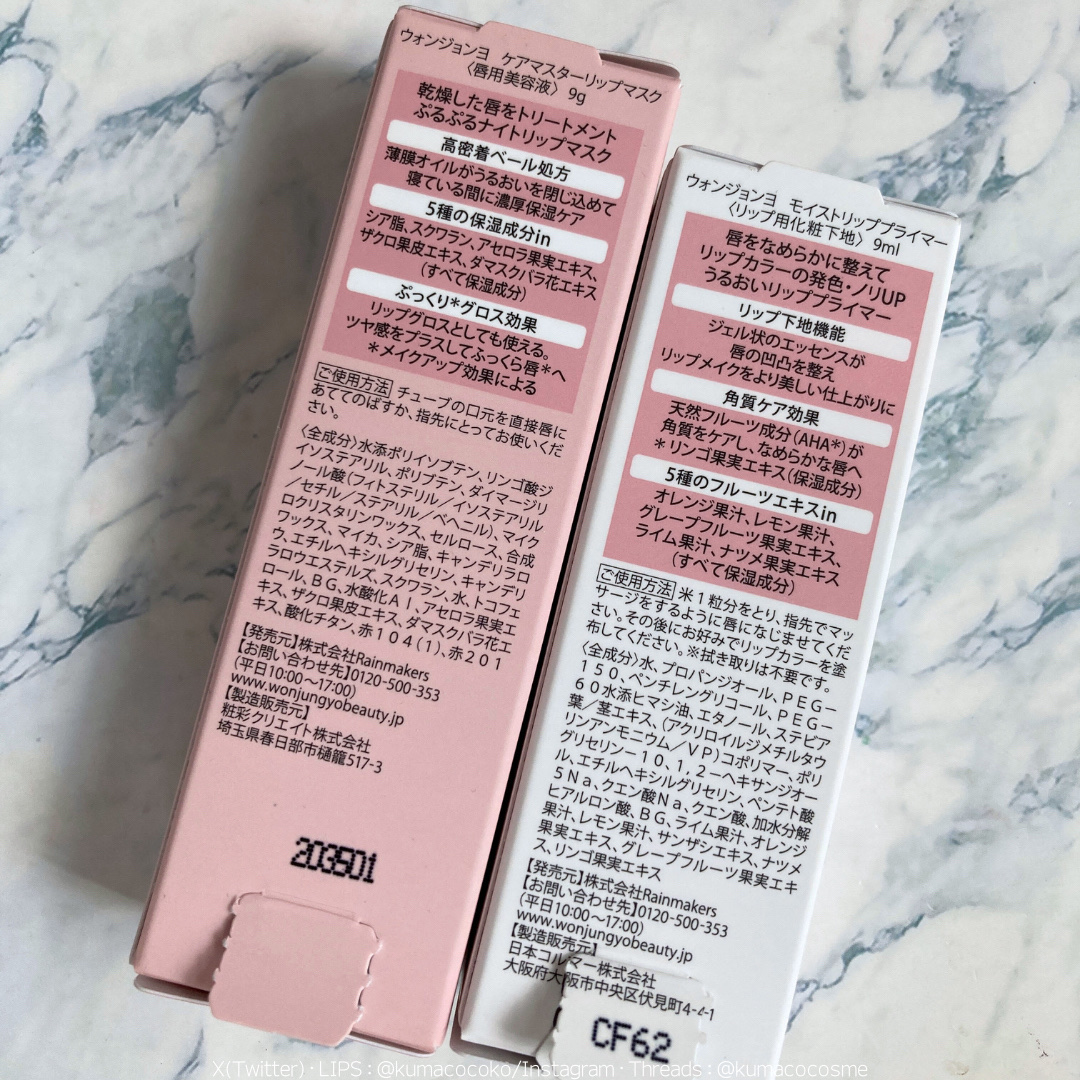 ウォンジョンヨ ケアマスターリップマスク
〈唇用美容液〉 9g
乾燥した唇をトリートメント
ぷるぷるナイトリップマスク
高密着ベール処方
薄膜オイルがうるおいを閉じ込めて
寝ている間に濃厚保湿ケア
5種の保湿成分in
シア脂、スクワラン、アセロラ果実エキス、
ザクロ果皮エキス、ダマスクバラ花エキス
(すべて保湿成分)
ぷっくり*グロス効果
リップグロスとしても使える。
ツヤ感をプラスしてふっくら唇*へ
*メイクアップ効果による
ご使用方法 チューブの口元を直接唇に
あててのばすか、指先にとってお使いくだ
さい。
〈全成分〉水添ポリイソブテン、リンゴ酸ジ
イソステアリル、ポリブテン、ダイマージリ
ノール酸(フィトステリル/イソステアリル
/セチル/ステアリル/ベヘニル)、マイク
ロクリスタリンワックス、セルロース、合成
ワックス、マイカ、シア脂、キャンデリラロ
ウ、エチルヘキシルグリセリン、キャンデリ
ラロウエステルズ、スクワラン、水、トコフェ
ロール、BG、水酸化Al、アセロラ果実エ
キス、ザクロ果皮エキス、ダマスクバラ花エ
キス、酸化チタン、赤104(1)、赤201
【発売元】株式会社Rainmakers
【お問い合わせ先】0120-500-353
(平日10:00〜17:00)
www.wonjungyobeauty.jp
【製造販売元】
粧彩クリエイト株式会社
埼玉県春日部市樋籠517-3
203501
ウォンジョンヨ モイストリッププライマー
〈リップ用化粧下地〉 9ml
唇をなめらかに整えて
リップカラーの発色・ノリUP
うるおいリッププライマー
リップ下地機能
ジェル状のエッセンスが
唇の凹凸を整え
リップメイクをより美しい仕上がりに
角質ケア効果
天然フルーツ成分(AHA*)が
角質をケアし、なめらかな唇へ
*リンゴ果実エキス(保湿成分)
5種のフルーツエキスin
オレンジ果汁、レモン果汁、
グレープフルーツ果実エキス、
ライム果汁、ナツメ果実エキス
(すべて保湿成分)
ご使用方法 米1粒分をとり、指先でマッ
サージをするように唇になじませてくだ
さい。その後にお好みでリップカラーを塗
布してください。※拭き取りは不要です。
〈全成分〉水、プロパンジオール、PEG-
150、ペンチレングリコール、PEG-
60水添ヒマシ油、エタノール、ステビア
葉/茎エキス、(アクリロイルジメチルタウ
リンアンモニウム/VP)コポリマー、ポリ
グリセリン-10、1,2-ヘキサンジオー
ル、エチルヘキシルグリセリン、ペンテト酸
5Na、クエン酸Na、クエン酸、加水分解
ヒアルロン酸、BG、ライム果汁、オレンジ
果汁、レモン果汁、サンザシエキス、ナツメ
果実エキス、グレープフルーツ果実エキ
ス、リンゴ果実エキス
【発売元】株式会社Rainmakers
【お問い合わせ先】0120-500-353
(平日10:00〜17:00)
www.wonjungyobeauty.jp
【製造販売元】
日本コルマー株式会社
大阪府大阪市中央区伏見町4-4-1
CF62
X(Twitter)・LIPS：@kumacocoko/Instagram・Threads：@kumacocosme